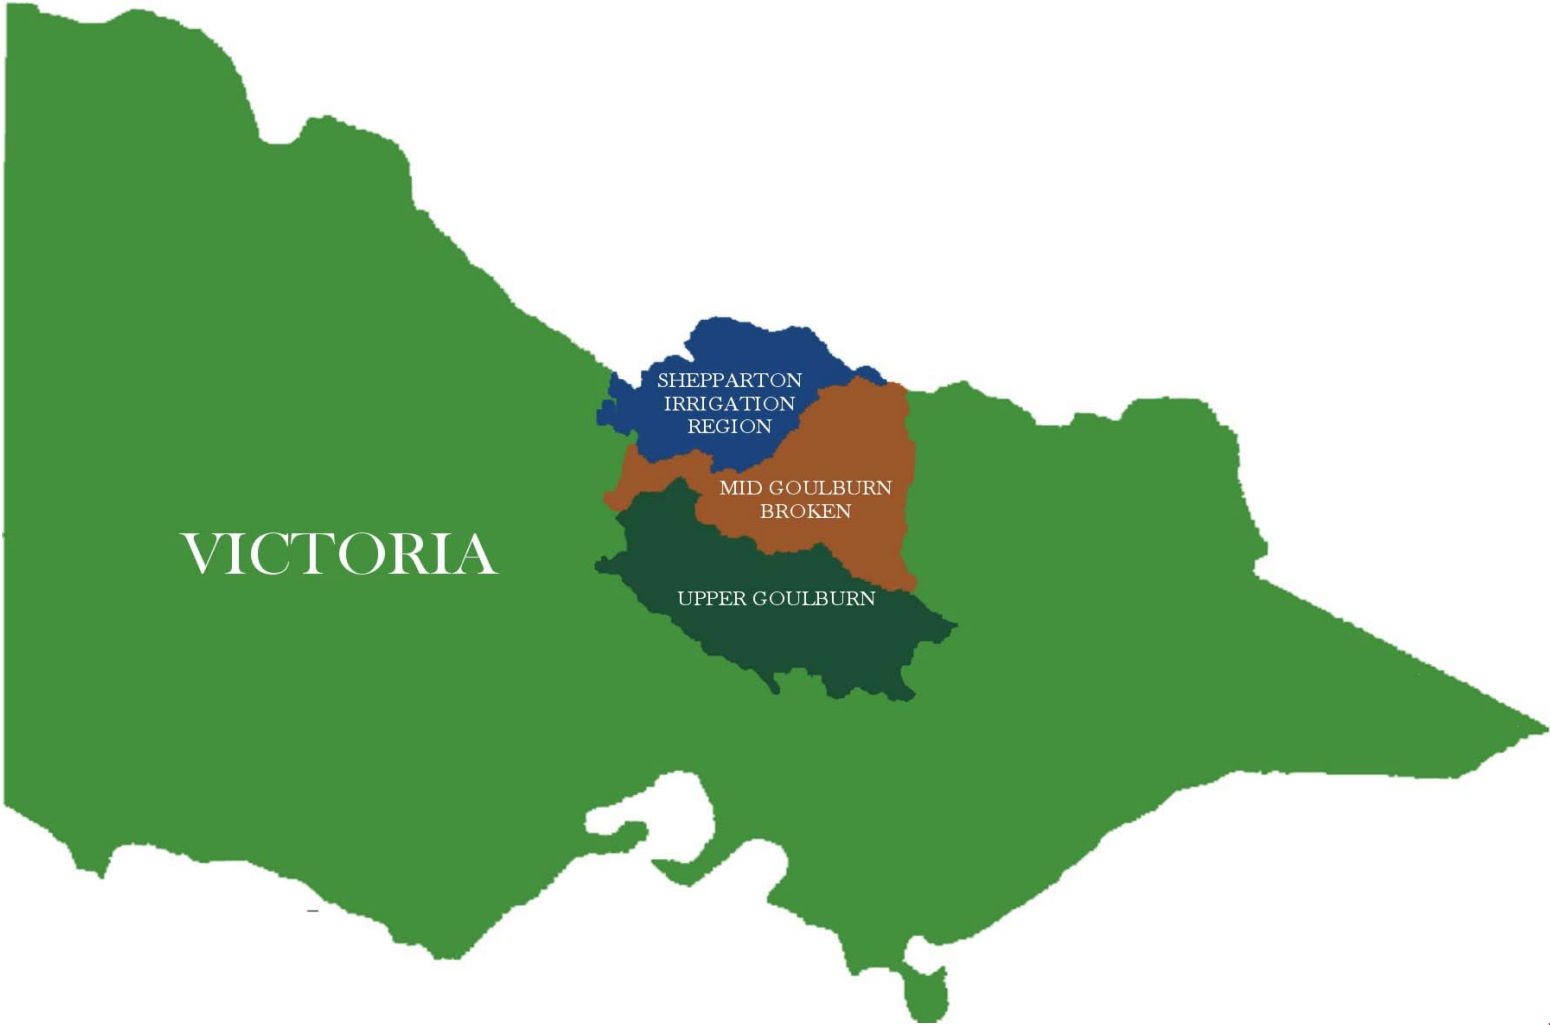 SHEPPARTON
IRRIGATION
REGION
MID GOULBURN
BROKEN
VICTORIA
UPPER GOULBURN